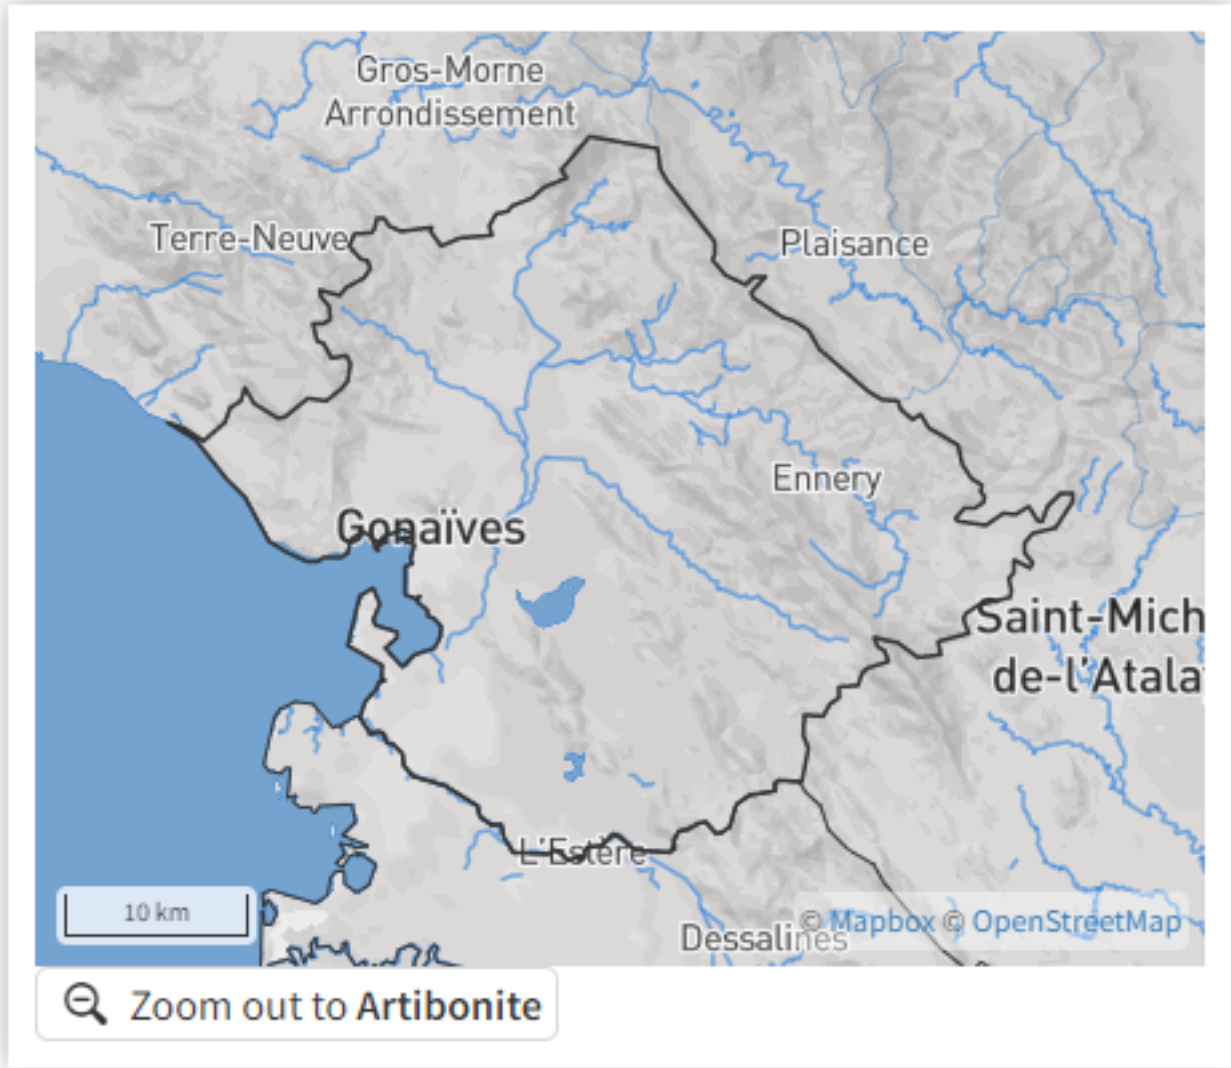 Gros-Morne
Arrondissement
Terre-Neuve
Plaisance
Ennery
Gonaïves
Saint-Mich
de-l'Atala
L'Estère
10 km
Dessalines
© Mapbox © OpenStreetMap
Zoom out to Artibonite